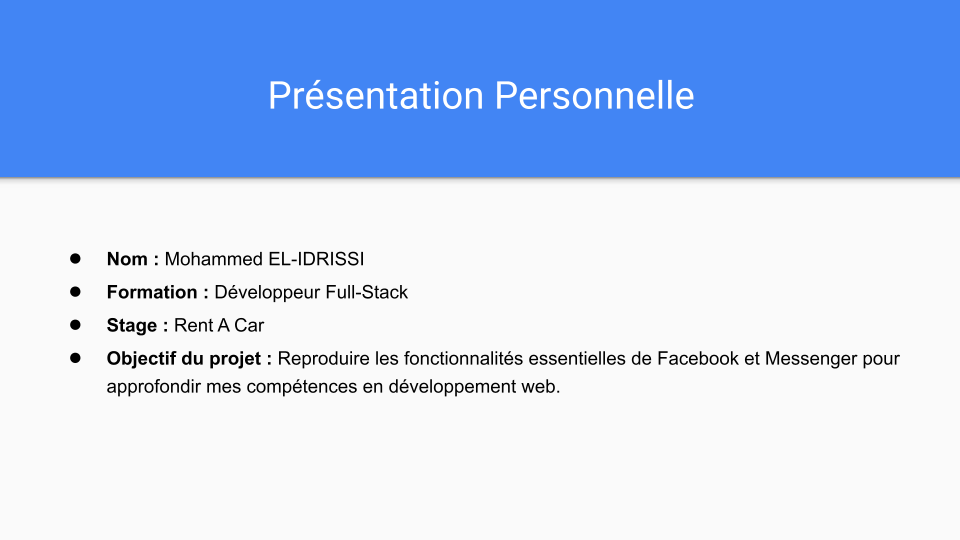 Présentation Personnelle
● Nom : Mohammed EL-IDRISSI
● Formation : Développeur Full-Stack
● Stage : Rent A Car
● Objectif du projet : Reproduire les fonctionnalités essentielles de Facebook et Messenger pour
approfondir mes compétences en développement web.